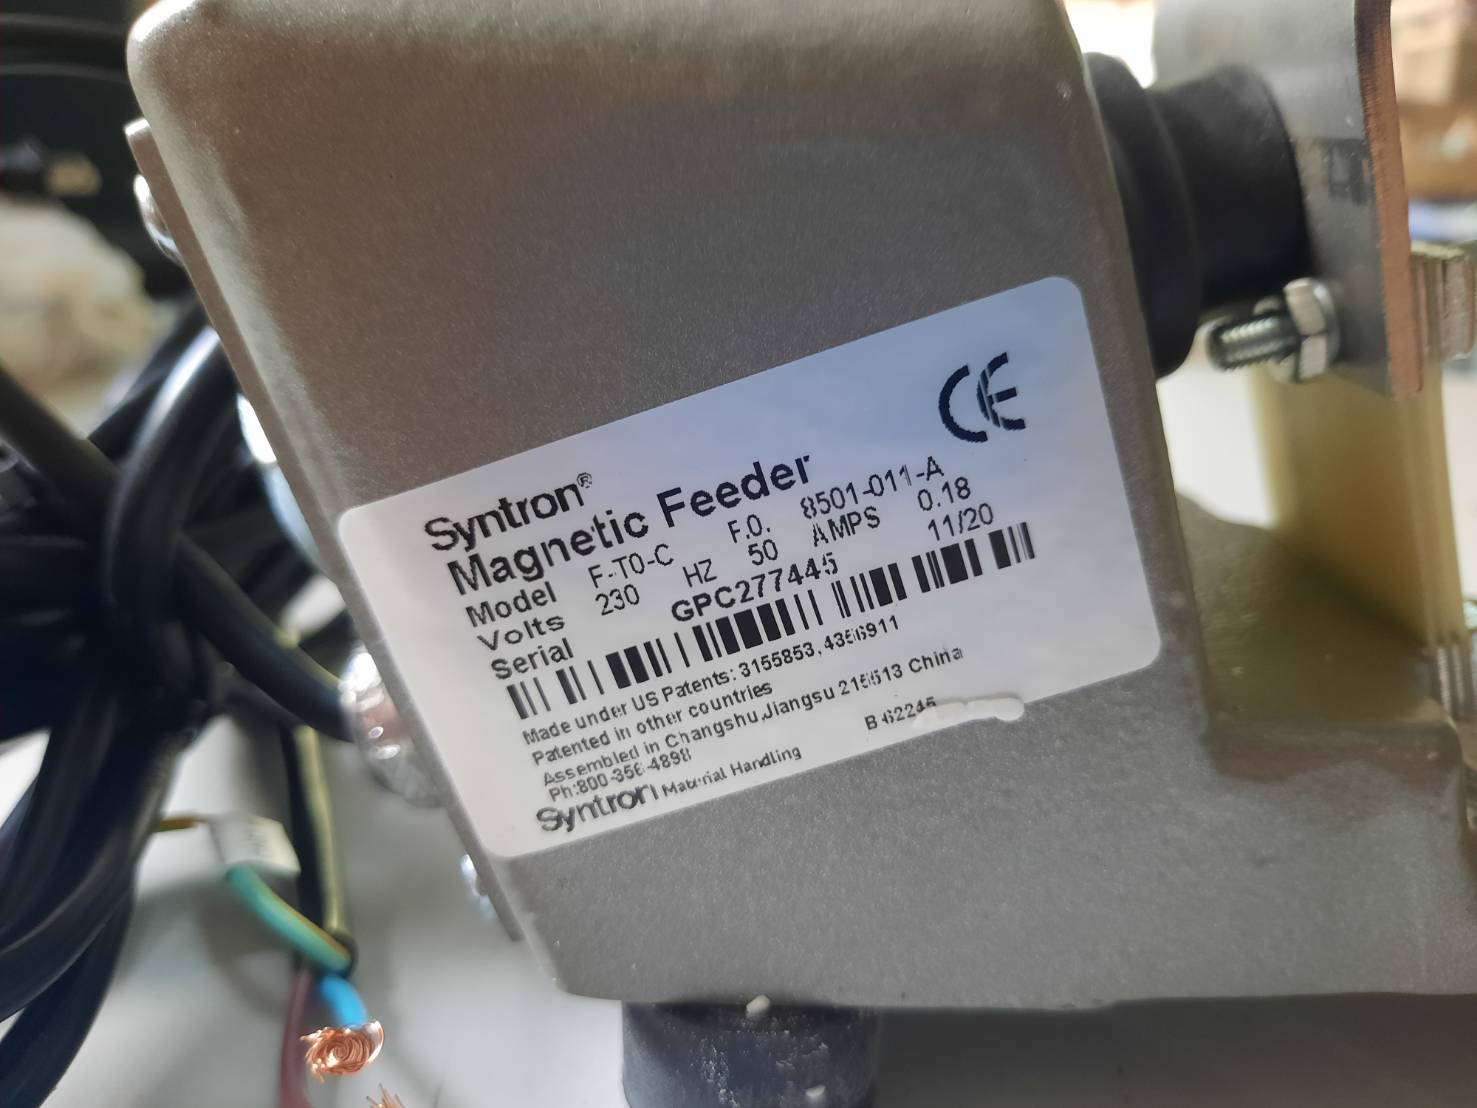 CE
Syntron®
Magnetic Feeder
Model F-T0-C F.O. 8501-011-A
Volts 230 HZ 50 AMPS 0.18
Serial GPC277445 11/20
Made under US Patents: 3155853, 4356911
Patented in other countries
Assembled in Changshu,Jiangsu 215513 China
Ph:800-356-4898 B-62245
Syntron Material Handling